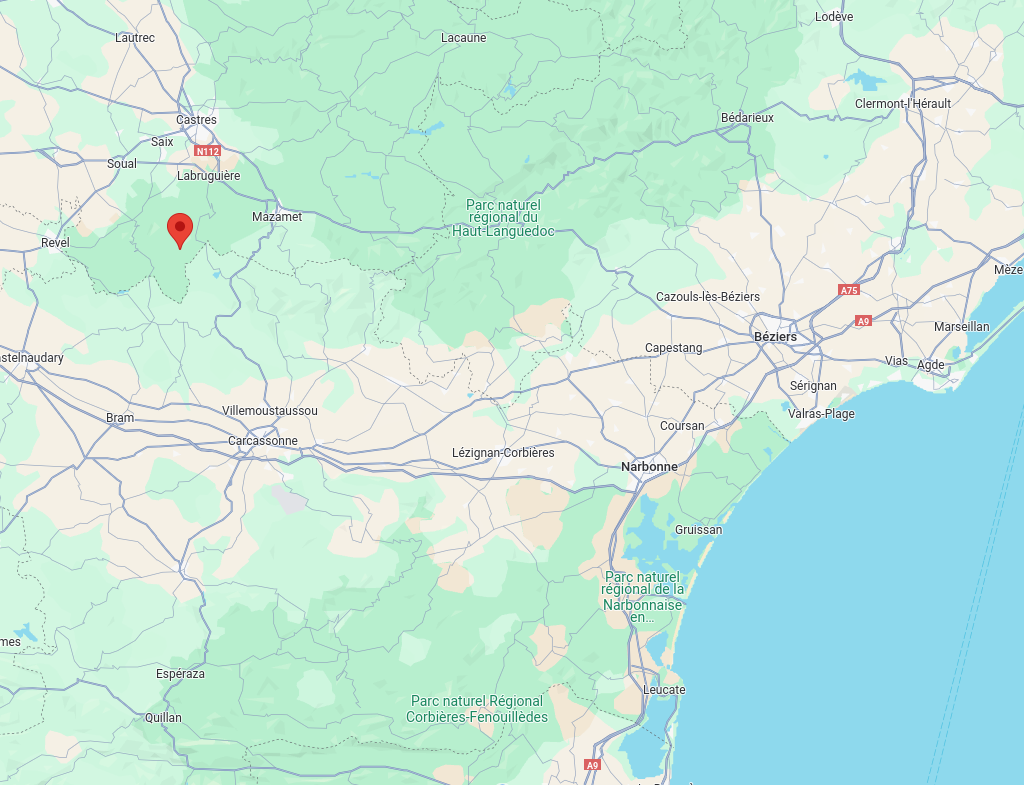 Lodève
Lautrec
Lacaune
Clermont-l'Hérault
Castres
Bédarieux
Saix
N112
Soual
Labruguière
Parc naturel
régional du
Haut-Languedoc
Mazamet
Revel
Mèze
A75
Cazouls-lès-Béziers
A9
Marseillan
Béziers
Capestang
astelnaudary
Vias
Agde
Sérignan
Villemoustaussou
Valras-Plage
Bram
Coursan
Carcassonne
Lézignan-Corbières
Narbonne
Gruissan
Parc naturel
régional de la
Narbonnaise
en...
mes
Espéraza
Leucate
Parc naturel Régional
Corbières-Fenouillèdes
Quillan
A9